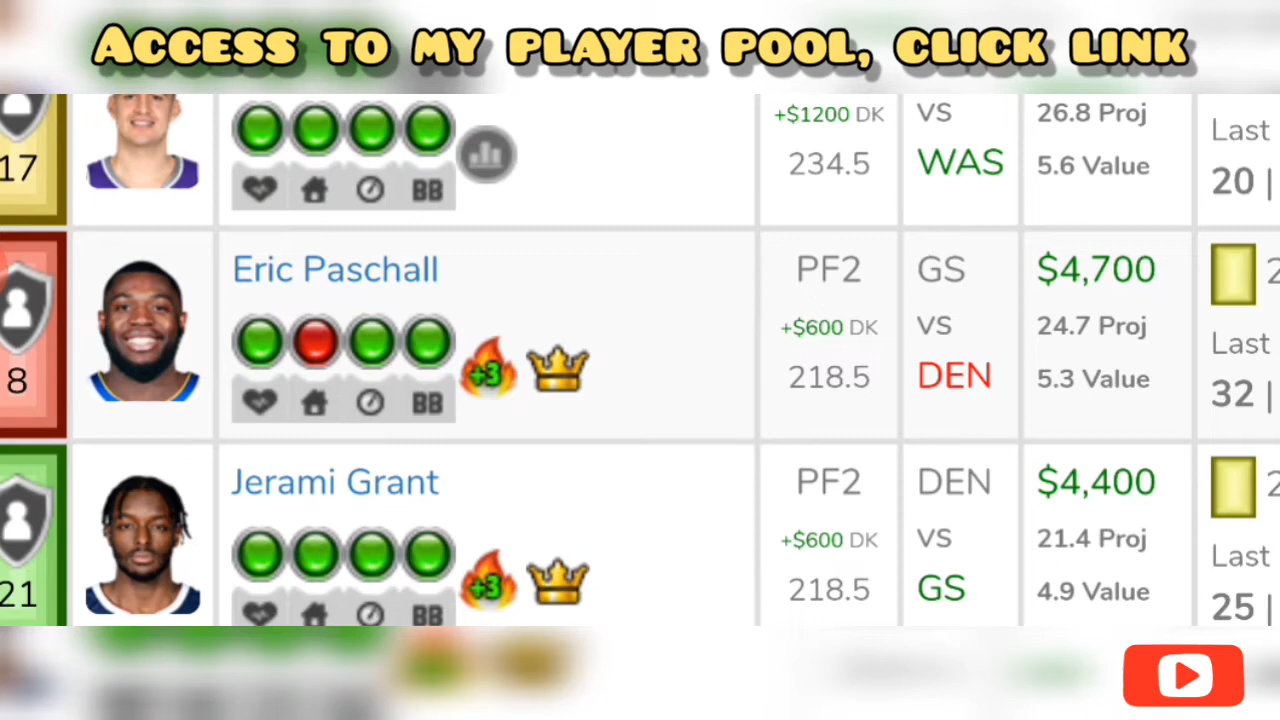 ACCESS TO MY PLAYER POOL, CLICK LINK
17
BB
+$1200 DK
234.5
VS
WAS
26.8 Proj
5.6 Value
Last
20 |
8
Eric Paschall
+3
BB
PF2
+$600 DK
218.5
GS
VS
DEN
$4,700
24.7 Proj
5.3 Value
2
Last
32 |
21
Jerami Grant
+3
BB
PF2
+$600 DK
218.5
DEN
VS
GS
$4,400
21.4 Proj
4.9 Value
2
Last
25 |